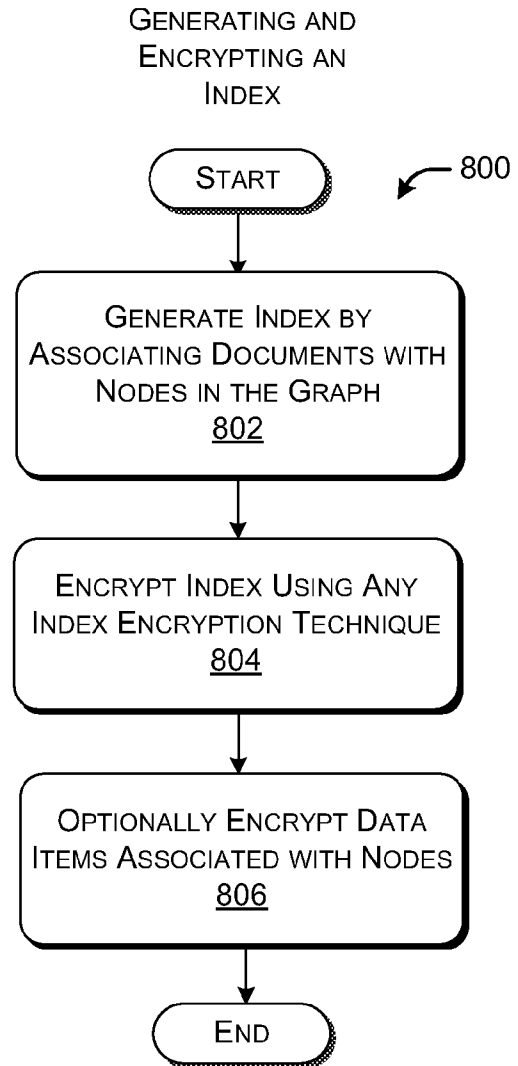 GENERATING AND
ENCRYPTING AN
INDEX
START
800
GENERATE INDEX BY
ASSOCIATING DOCUMENTS WITH
NODES IN THE GRAPH
802
ENCRYPT INDEX USING ANY
INDEX ENCRYPTION TECHNIQUE
804
OPTIONALLY ENCRYPT DATA
ITEMS ASSOCIATED WITH NODES
806
END